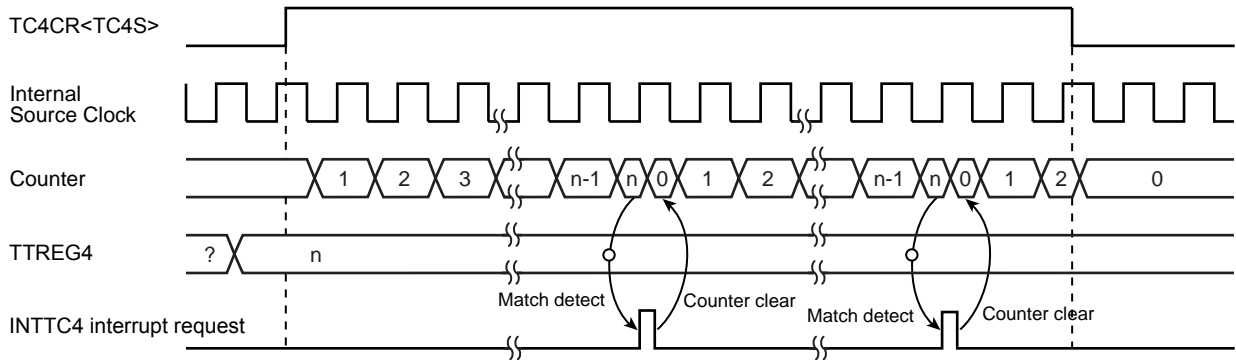 TC4CR<TC4S>
Internal
Source Clock
Counter
1 2 3 n-1 n 0 1 2 n-1 n 0 1 2 0
TTREG4
? n
Match detect Counter clear Match detect Counter clear
INTTC4 interrupt request